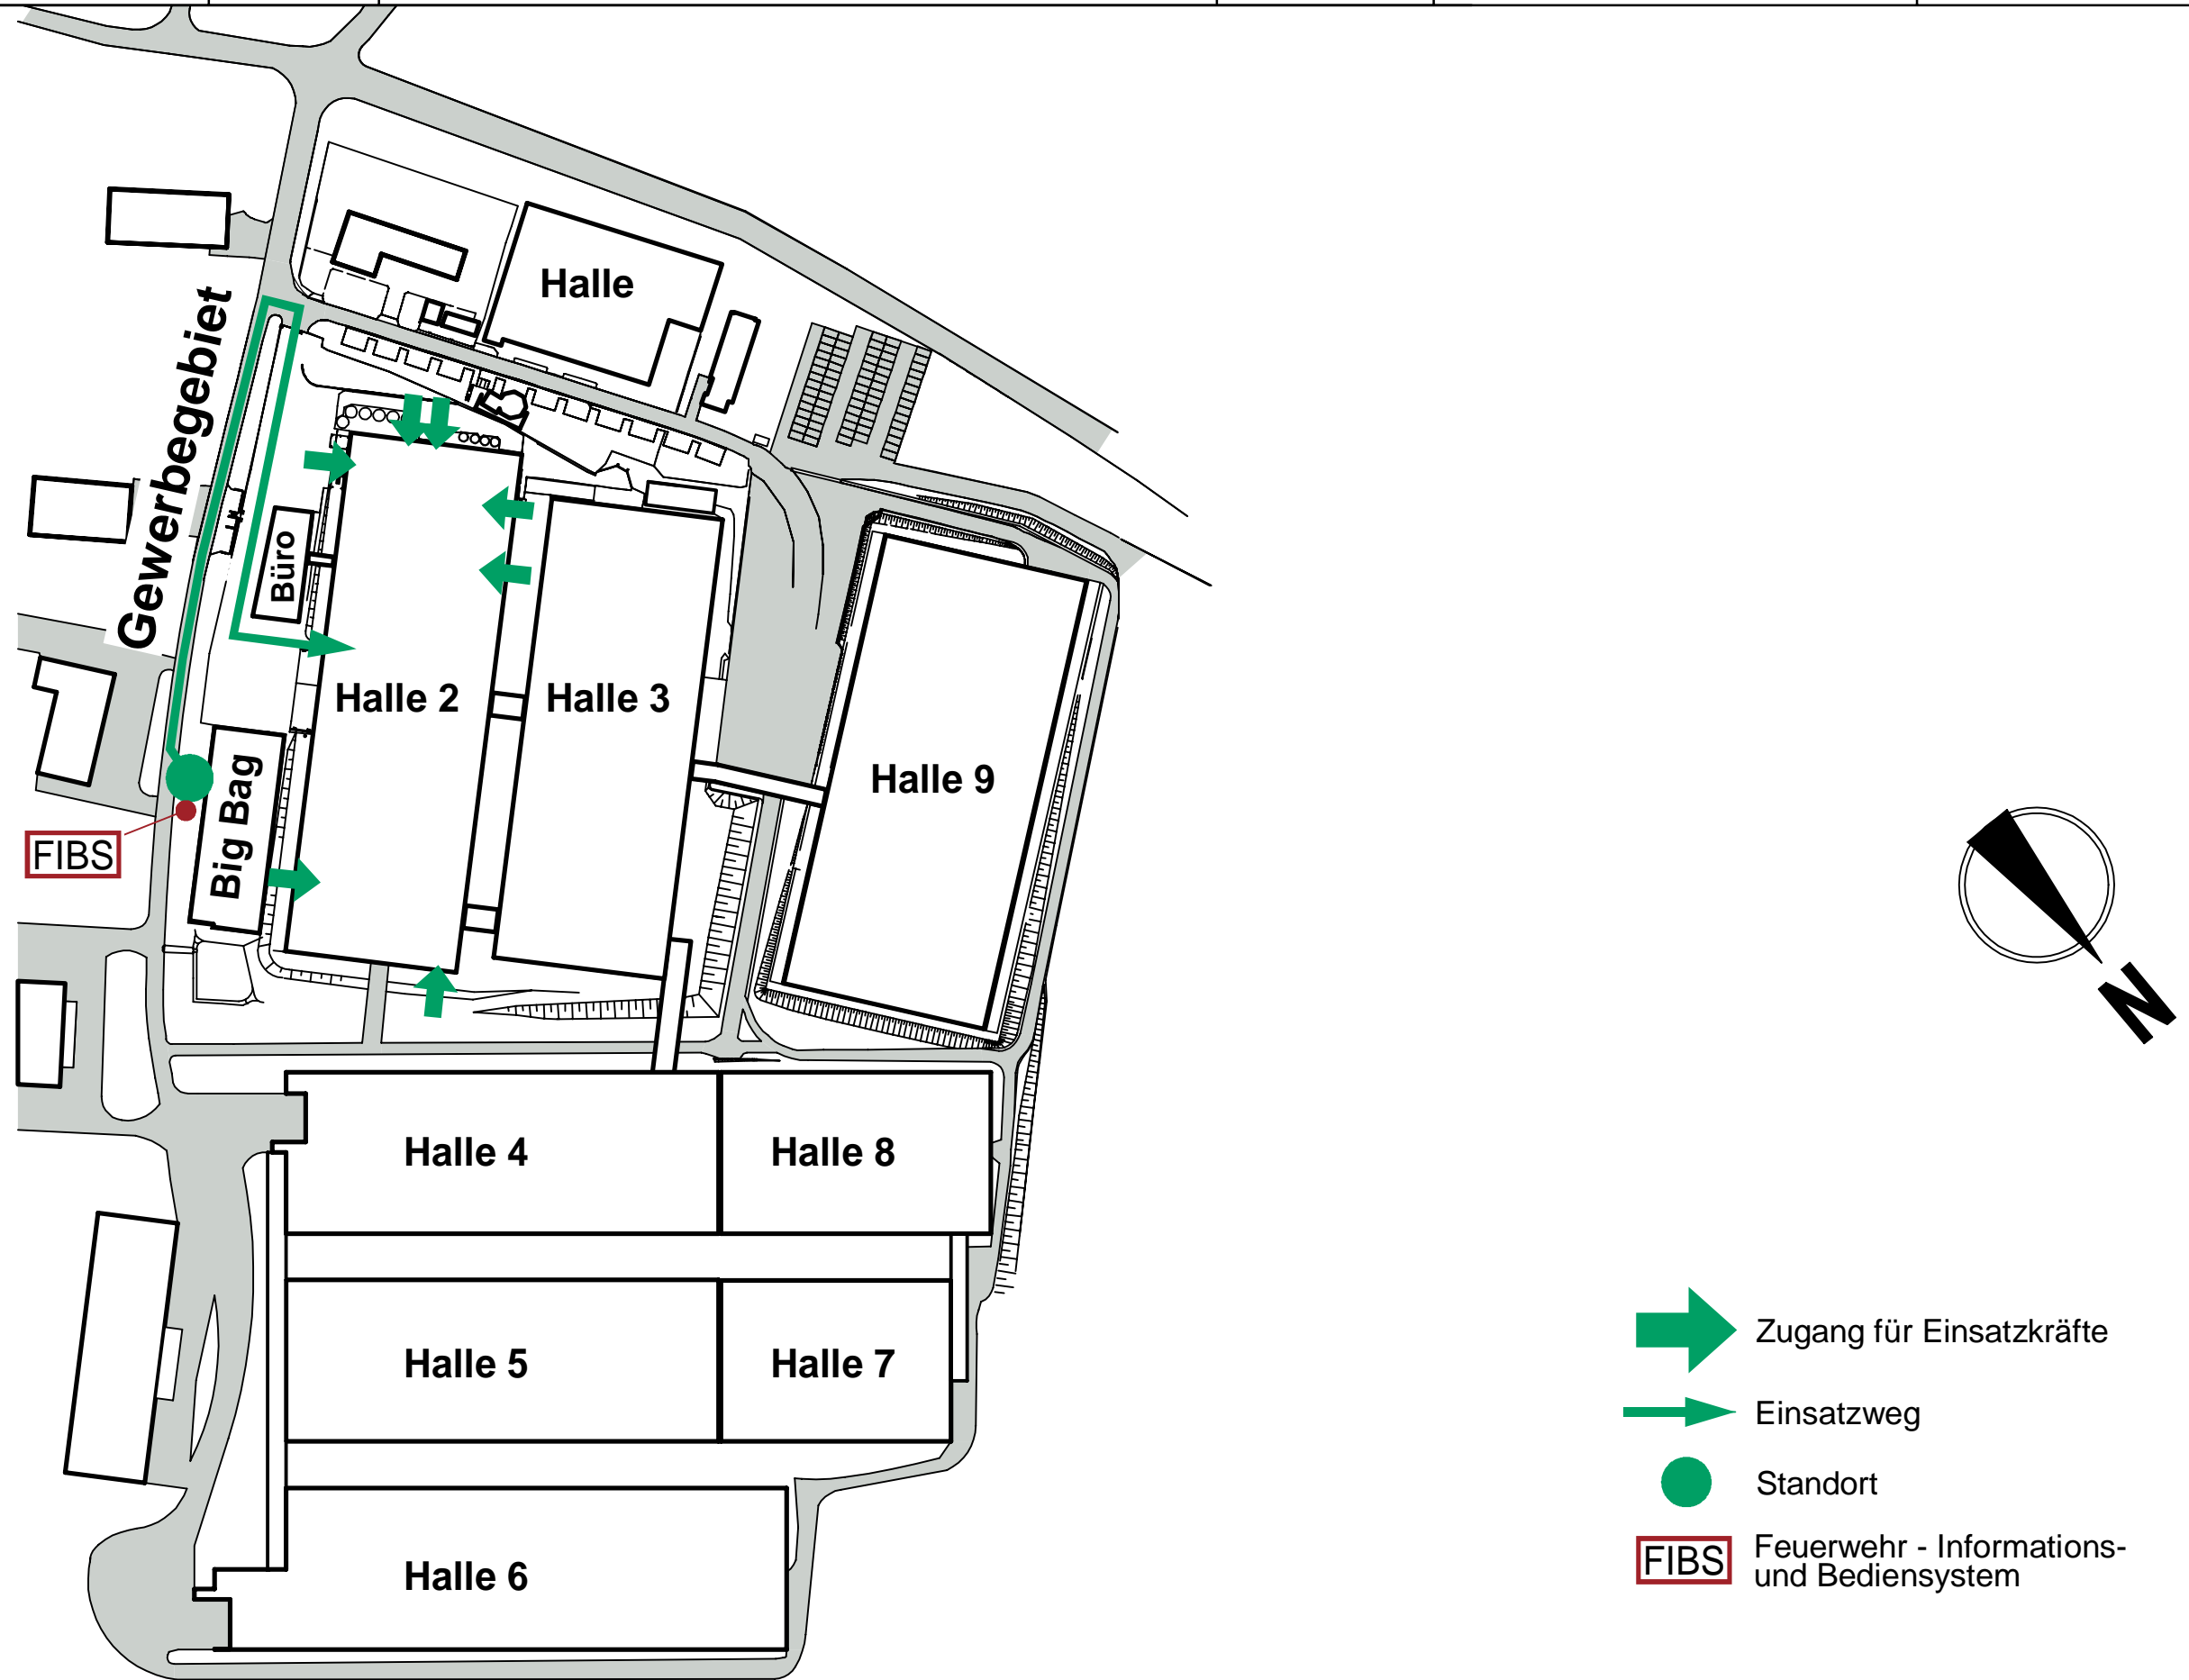 Halle
Gewerbegebiet
Büro
Halle 2
Halle 3
Halle 9
Big Bag
FIBS
N
Halle 4
Halle 8
Halle 5
Halle 7
Halle 6
Zugang für Einsatzkräfte
Einsatzweg
Standort
FIBS
Feuerwehr - Informations-
und Bediensystem